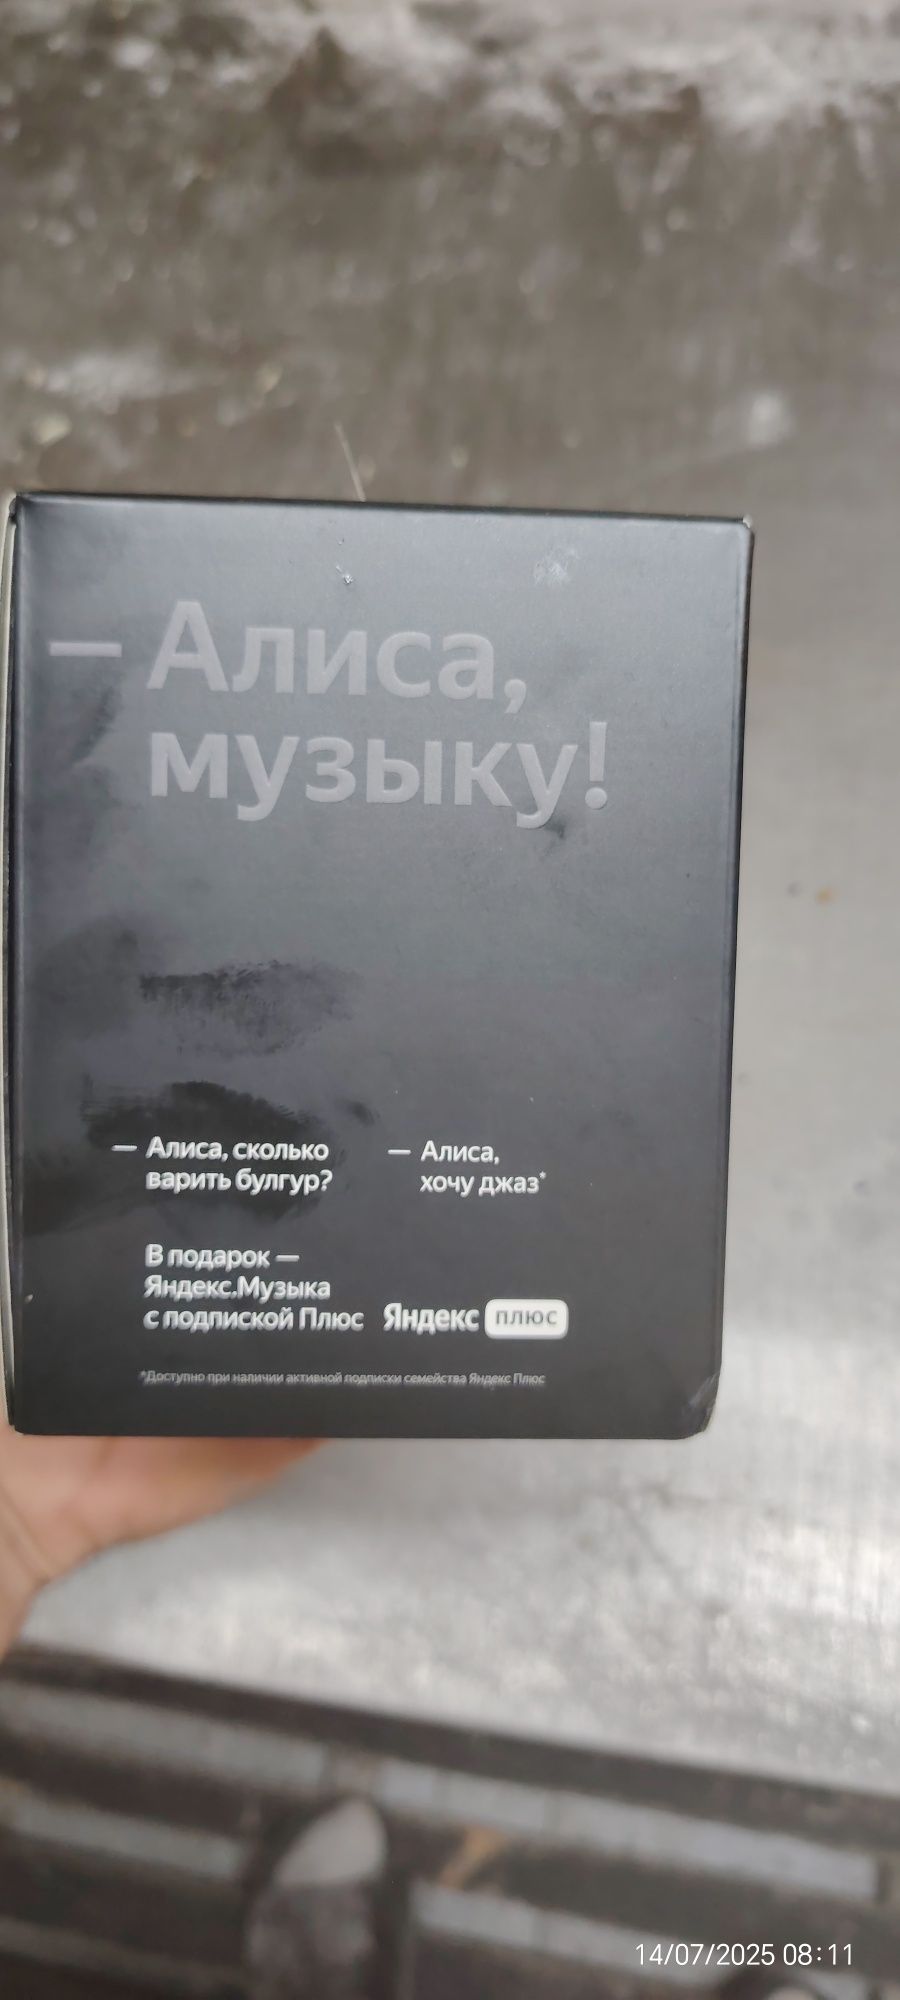 — Алиса,
музыку!
— Алиса, сколько
варить булгур?
— Алиса,
хочу джаз*
В подарок —
Яндекс.Музыка
с подпиской Плюс
Яндекс плюс
*Доступно при наличии активной подписки семейства Яндекс Плюс
14/07/2025 08:11